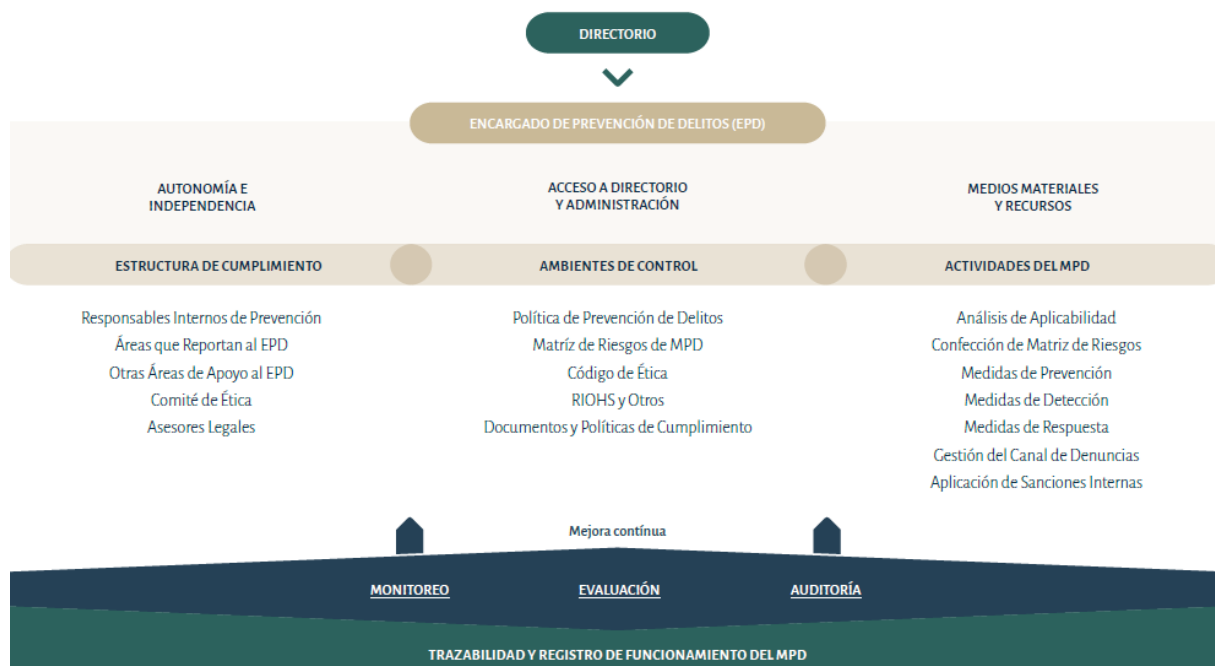 DIRECTORIO
ENCARGADO DE PREVENCIÓN DE DELITOS (EPD)
AUTONOMÍA E
INDEPENDENCIA
ACCESO A DIRECTORIO
Y ADMINISTRACIÓN
MEDIOS MATERIALES
Y RECURSOS
ESTRUCTURA DE CUMPLIMIENTO
Responsables Internos de Prevención
Áreas que Reportan al EPD
Otras Áreas de Apoyo al EPD
Comité de Ética
Asesores Legales
AMBIENTES DE CONTROL
Política de Prevención de Delitos
Matríz de Riesgos de MPD
Código de Ética
RIOHS y Otros
Documentos y Políticas de Cumplimiento
ACTIVIDADES DEL MPD
Análisis de Aplicabilidad
Confección de Matriz de Riesgos
Medidas de Prevención
Medidas de Detección
Medidas de Respuesta
Gestión del Canal de Denuncias
Aplicación de Sanciones Internas
Mejora contínua
MONITOREO
EVALUACIÓN
AUDITORÍA
TRAZABILIDAD Y REGISTRO DE FUNCIONAMIENTO DEL MPD